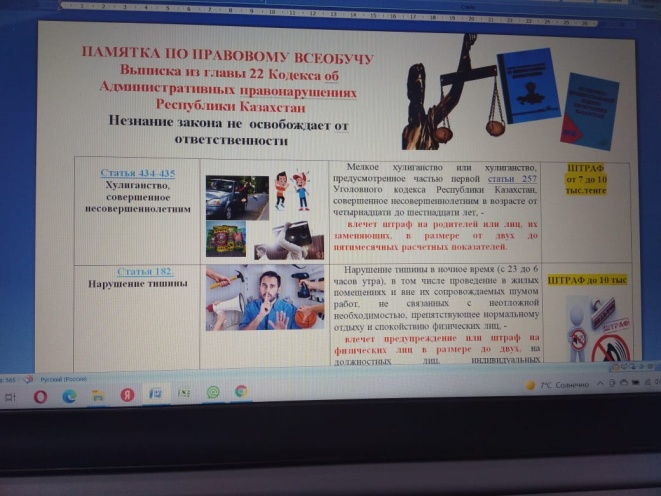 ПАМЯТКА ПО ПРАВОВОМУ ВСЕОБУЧУ
Выписка из главы 22 Кодекса об
Административных правонарушениях
Республики Казахстан
Незнание закона не освобождает от
ответственности
Статья 434-435
Хулиганство,
совершенное
несовершеннолетним
Мелкое хулиганство или хулиганство,
предусмотренное частью первой статьи 257
Уголовного кодекса Республики Казахстан,
совершенное несовершеннолетним в возрасте от
четырнадцати до шестнадцати лет, -
влечет штраф на родителей или лиц, их
заменяющих, в размере от двух до
пятимесячных расчетных показателей.
ШТРАФ
от 7 до 10
тыс.тенге
Статья 182.
Нарушение тишины
Нарушение тишины в ночное время (с 23 до 6
часов утра), в том числе проведение в жилых
помещениях и вне их сопровождаемых шумом
работ, не связанных с неотложной
необходимостью, препятствующее нормальному
отдыху и спокойствию физических лиц, -
влечет предупреждение или штраф на
физических лиц в размере до двух, на
должностных лиц, индивидуальных
ШТРАФ до 10 тыс
ШТРАФ
Русский (Россия)
7°C Солнечно